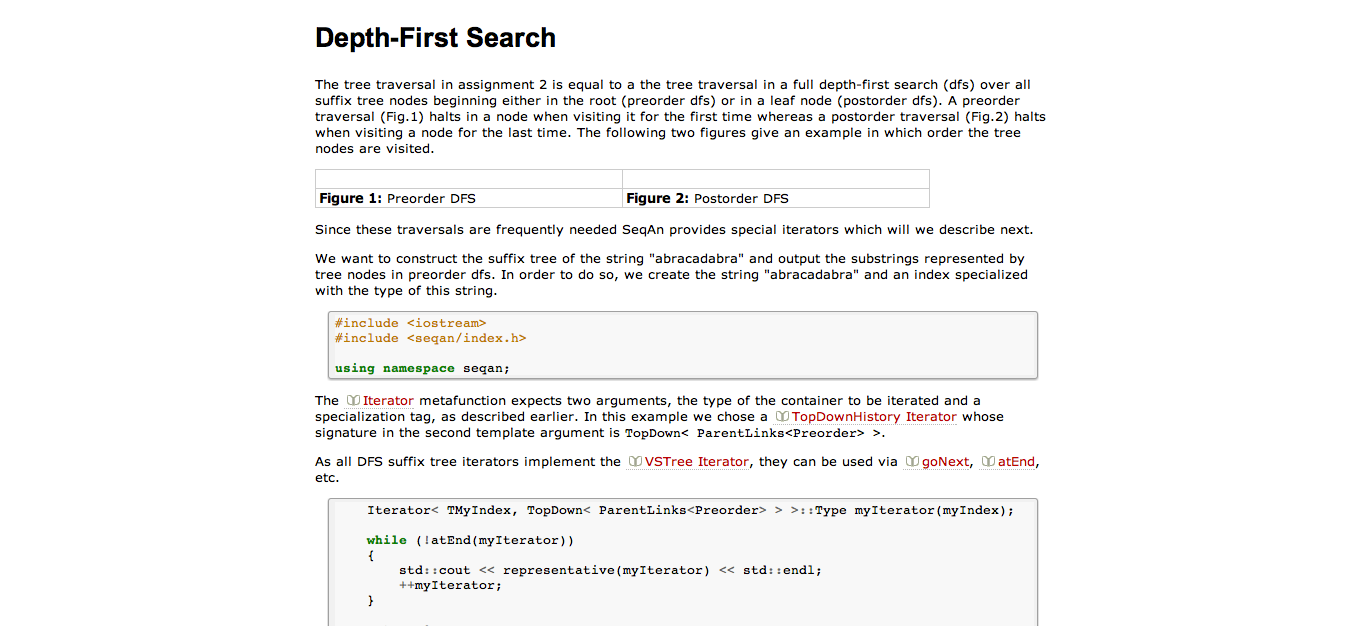 Depth-First Search
The tree traversal in assignment 2 is equal to a the tree traversal in a full depth-first search (dfs) over all
suffix tree nodes beginning either in the root (preorder dfs) or in a leaf node (postorder dfs). A preorder
traversal (Fig.1) halts in a node when visiting it for the first time whereas a postorder traversal (Fig.2) halts
when visiting a node for the last time. The following two figures give an example in which order the tree
nodes are visited.
Figure 1: Preorder DFS
Figure 2: Postorder DFS
Since these traversals are frequently needed SeqAn provides special iterators which will we describe next.
We want to construct the suffix tree of the string "abracadabra" and output the substrings represented by
tree nodes in preorder dfs. In order to do so, we create the string "abracadabra" and an index specialized
with the type of this string.
#include <iostream>
#include <seqan/index.h>
using namespace seqan;
The Iterator metafunction expects two arguments, the type of the container to be iterated and a
specialization tag, as described earlier. In this example we chose a TopDownHistory Iterator whose
signature in the second template argument is TopDown< ParentLinks<Preorder> >.
As all DFS suffix tree iterators implement the VSTree Iterator, they can be used via goNext, atEnd,
etc.
Iterator< TMyIndex, TopDown< ParentLinks<Preorder> > >::Type myIterator(myIndex);
while (!atEnd(myIterator))
{
std::cout << representative(myIterator) << std::endl;
++myIterator;
}